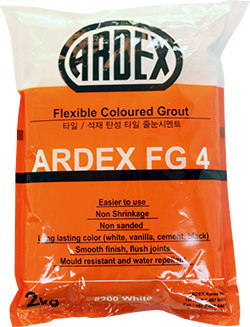 ARDEX
Flexible Coloured Grout
타일 / 석재 탄성 타일 줄눈시멘트
ARDEX FG 4
Easier to use
Non Shrinkage
Non sanded
Long lasting color (white, vanilla, cement, black)
Smooth finish, flush joints
Mould resistant and water repellent
2kg
#200 White